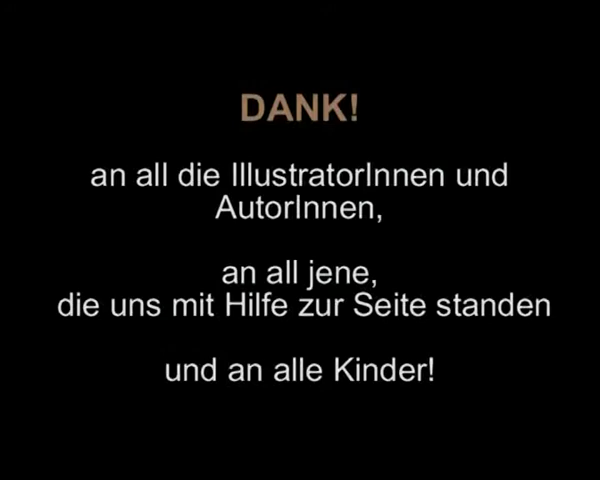 DANK!
an all die IllustratorInnen und
AutorInnen,
an all jene,
die uns mit Hilfe zur Seite standen
und an alle Kinder!